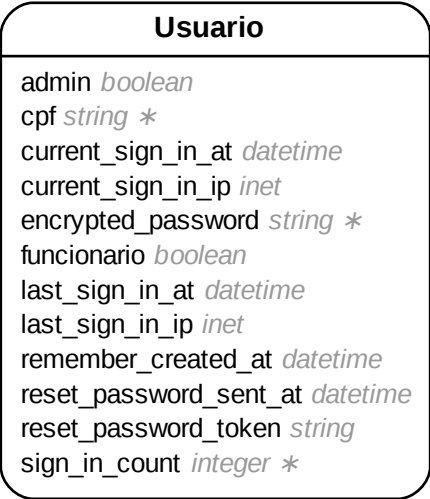 Usuario
admin boolean
cpf string ∗
current_sign_in_at datetime
current_sign_in_ip inet
encrypted_password string ∗
funcionario boolean
last_sign_in_at datetime
last_sign_in_ip inet
remember_created_at datetime
reset_password_sent_at datetime
reset_password_token string
sign_in_count integer ∗